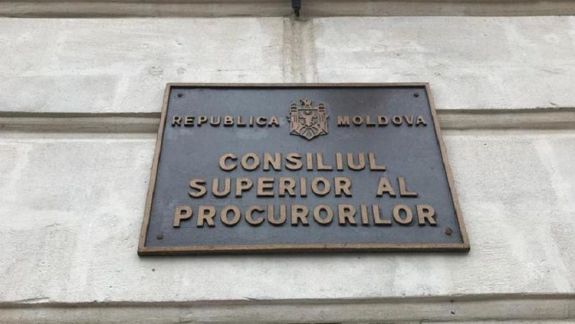 REPUBLICA MOLDOVA
CONSILIUL
SUPERIOR AL
PROCURORILOR